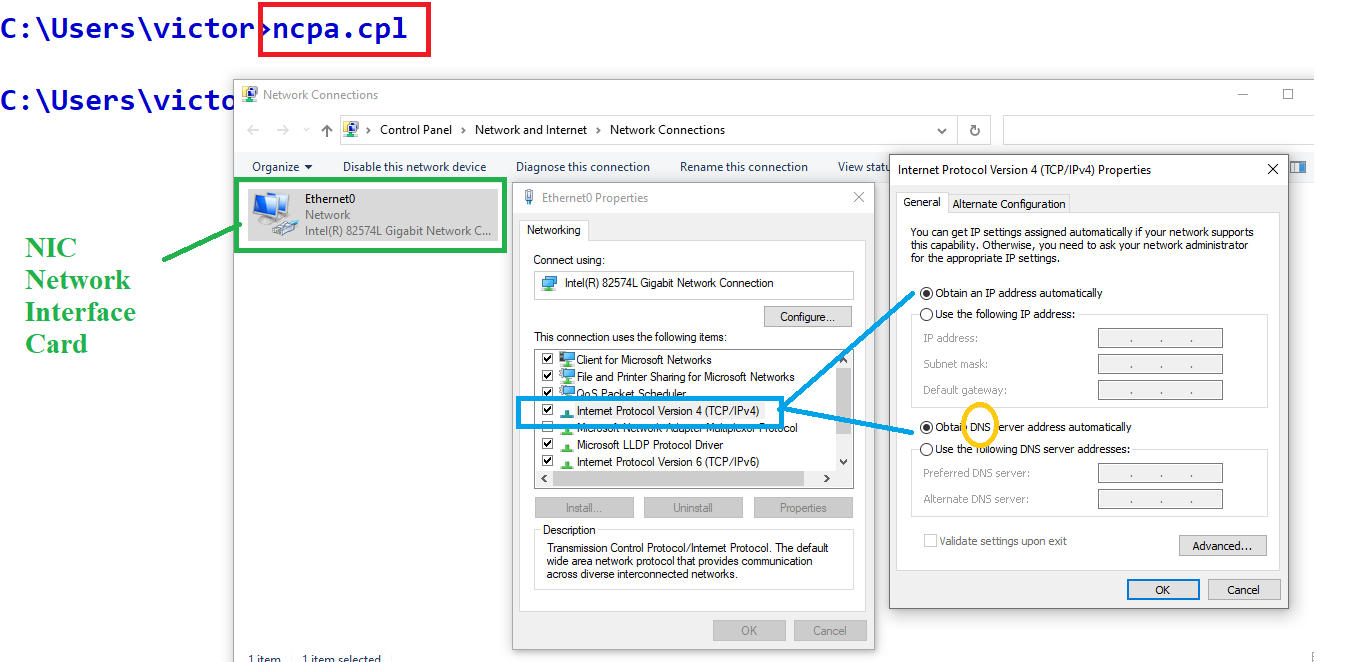 C:\Users\victor>ncpa.cpl
C:\Users\victo
Network Connections
Control Panel > Network and Internet > Network Connections
Organize Disable this network device Diagnose this connection Rename this connection View statu
Ethernet0
Network
Intel(R) 82574L Gigabit Network C...
NIC
Network
Interface
Card
Ethernet0 Properties
Networking
Connect using:
Intel(R) 82574L Gigabit Network Connection
Configure...
This connection uses the following items:
Client for Microsoft Networks
File and Printer Sharing for Microsoft Networks
QoS Packet Scheduler
Internet Protocol Version 4 (TCP/IPv4)
Microsoft Network Adapter Multiplexor Protocol
Microsoft LLDP Protocol Driver
Internet Protocol Version 6 (TCP/IPv6)
Install... Uninstall Properties
Description
Transmission Control Protocol/Internet Protocol. The default
wide area network protocol that provides communication
across diverse interconnected networks.
OK Cancel
Internet Protocol Version 4 (TCP/IPv4) Properties
General Alternate Configuration
You can get IP settings assigned automatically if your network supports
this capability. Otherwise, you need to ask your network administrator
for the appropriate IP settings.
Obtain an IP address automatically
Use the following IP address:
IP address: . . .
Subnet mask: . . .
Default gateway: . . .
Obtain DNS server address automatically
Use the following DNS server addresses:
Preferred DNS server: . . .
Alternate DNS server: . . .
Validate settings upon exit
Advanced...
OK Cancel
1 item 1 item selected